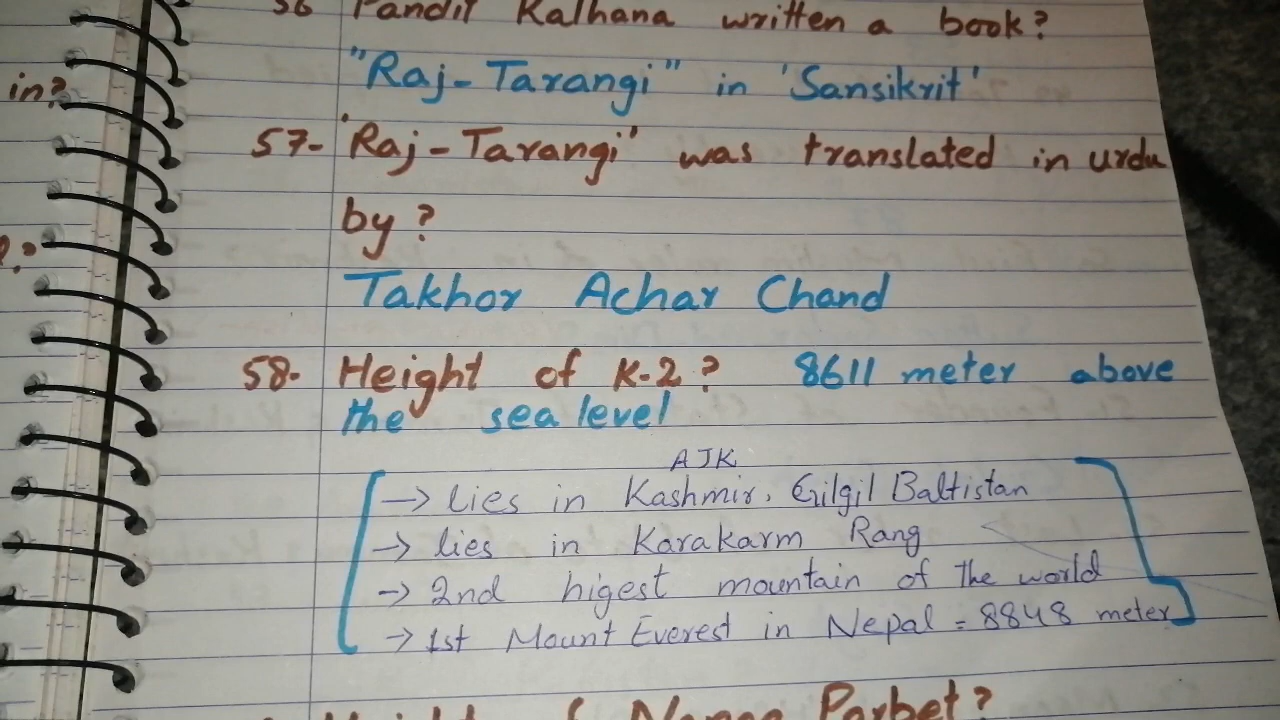 56 Pandit Kalhana written a book?
"Raj-Tarangi" in 'Sansikrit'
in?
57- 'Raj-Tarangi' was translated in urdu
by?
Takhor Achar Chand
58- Height of K-2? 8611 meter above
the sea level
AJK
→ lies in Kashmir, Gilgil Baltistan
→ lies in Karakarm Rang
→ 2nd higest mountain of the world
→ 1st Mount Everest in Nepal = 8848 meter
Parbet?